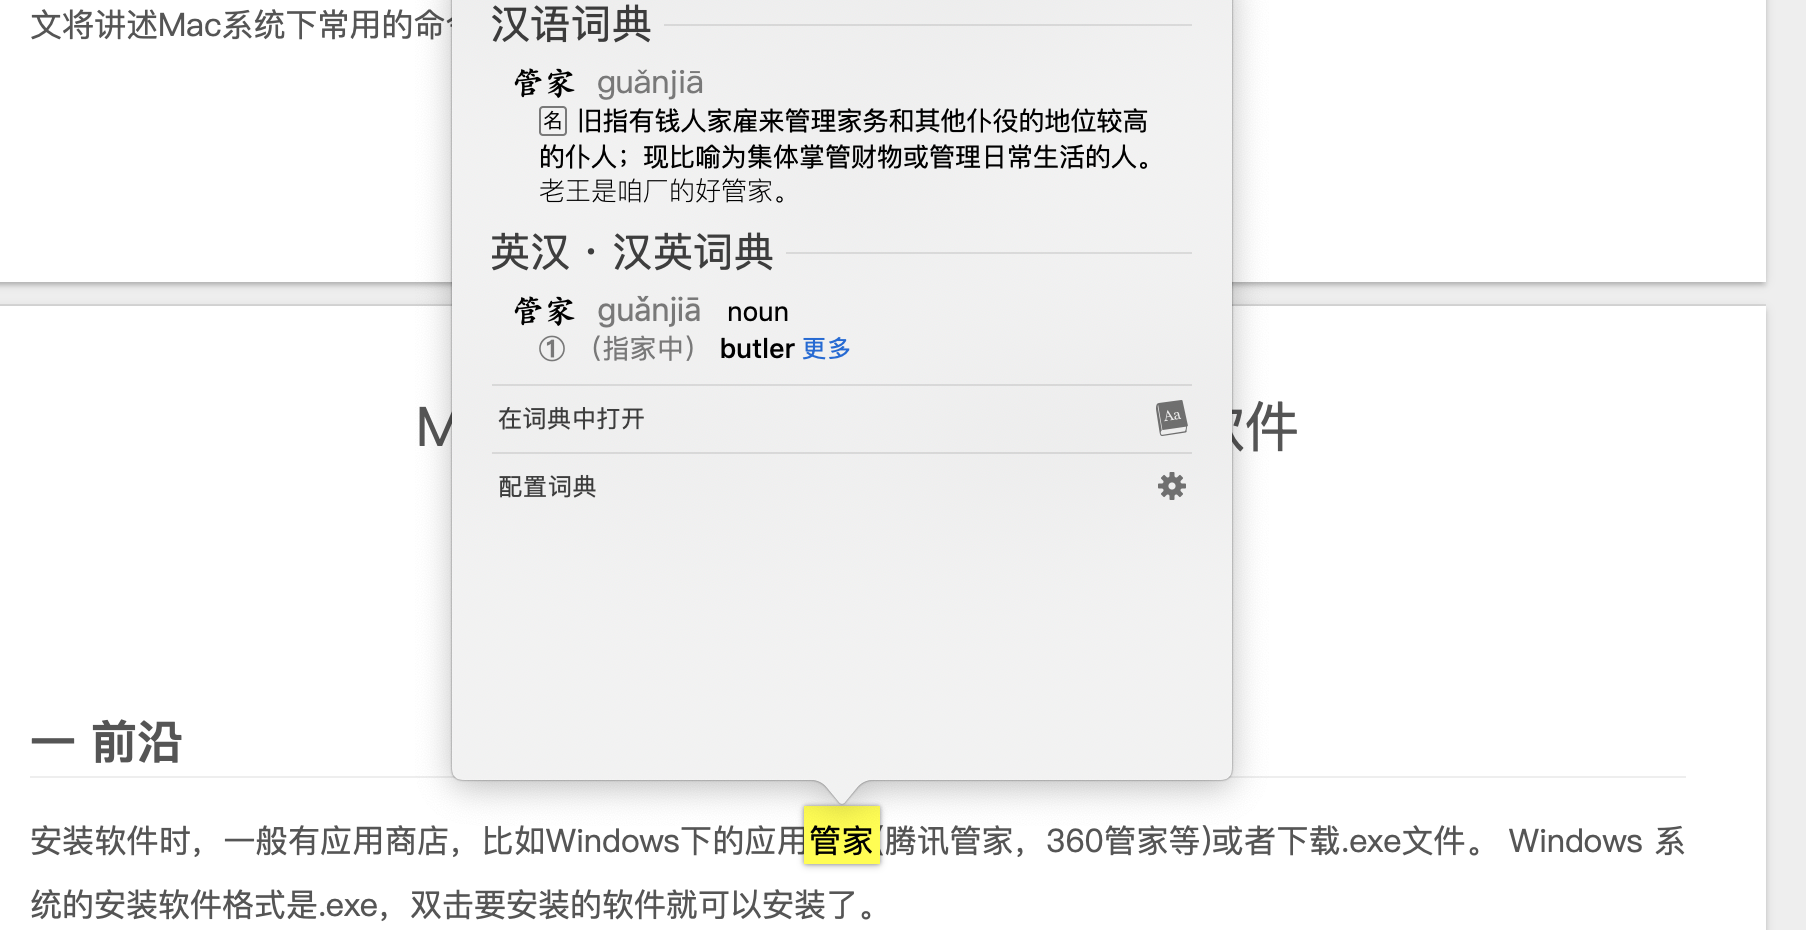 文将讲述Mac系统下常用的命
汉语词典
管家 guǎnjiā
名 旧指有钱人家雇来管理家务和其他仆役的地位较高
的仆人；现比喻为集体掌管财物或管理日常生活的人。
老王是咱厂的好管家。
英汉·汉英词典
管家 guǎnjiā noun
① （指家中） butler 更多
在词典中打开
Aa
配置词典
件
一 前沿
安装软件时，一般有应用商店，比如Windows下的应用管家(腾讯管家，360管家等)或者下载.exe文件。 Windows 系
统的安装软件格式是.exe，双击要安装的软件就可以安装了。